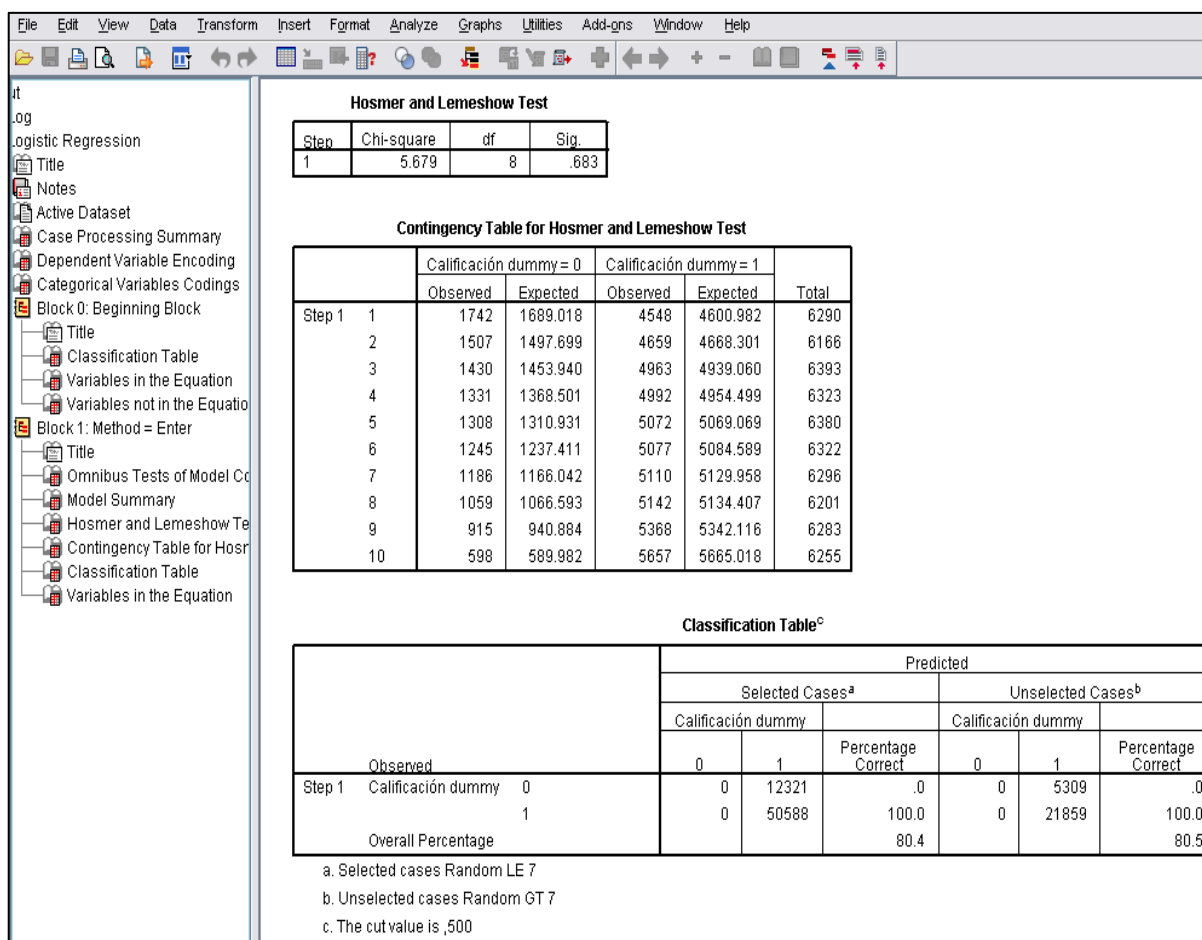 File Edit View Data Transform Insert Format Analyze Graphs Utilities Add-ons Window Help
ut
Log
Logistic Regression
Title
Notes
Active Dataset
Case Processing Summary
Dependent Variable Encoding
Categorical Variables Codings
Block 0: Beginning Block
Title
Classification Table
Variables in the Equation
Variables not in the Equatio
Block 1: Method = Enter
Title
Omnibus Tests of Model Co
Model Summary
Hosmer and Lemeshow Te
Contingency Table for Hosr
Classification Table
Variables in the Equation
Hosmer and Lemeshow Test
Step Chi-square df Sig.
1 5.679 8 .683
Contingency Table for Hosmer and Lemeshow Test
Calificación dummy = 0 Calificación dummy = 1
Observed Expected Observed Expected Total
Step 1 1 1742 1689.018 4548 4600.982 6290
2 1507 1497.699 4659 4668.301 6166
3 1430 1453.940 4963 4939.060 6393
4 1331 1368.501 4992 4954.499 6323
5 1308 1310.931 5072 5069.069 6380
6 1245 1237.411 5077 5084.589 6322
7 1186 1166.042 5110 5129.958 6296
8 1059 1066.593 5142 5134.407 6201
9 915 940.884 5368 5342.116 6283
10 598 589.982 5657 5665.018 6255
Classification Tablec
Predicted
Selected Casesa Unselected Casesb
Calificación dummy Calificación dummy
Observed 0 1 Percentage Correct 0 1 Percentage Correct
Step 1 Calificación dummy 0 0 12321 .0 0 5309 .0
1 0 50588 100.0 0 21859 100.0
Overall Percentage 80.4 80.5
a. Selected cases Random LE 7
b. Unselected cases Random GT 7
c. The cut value is ,500